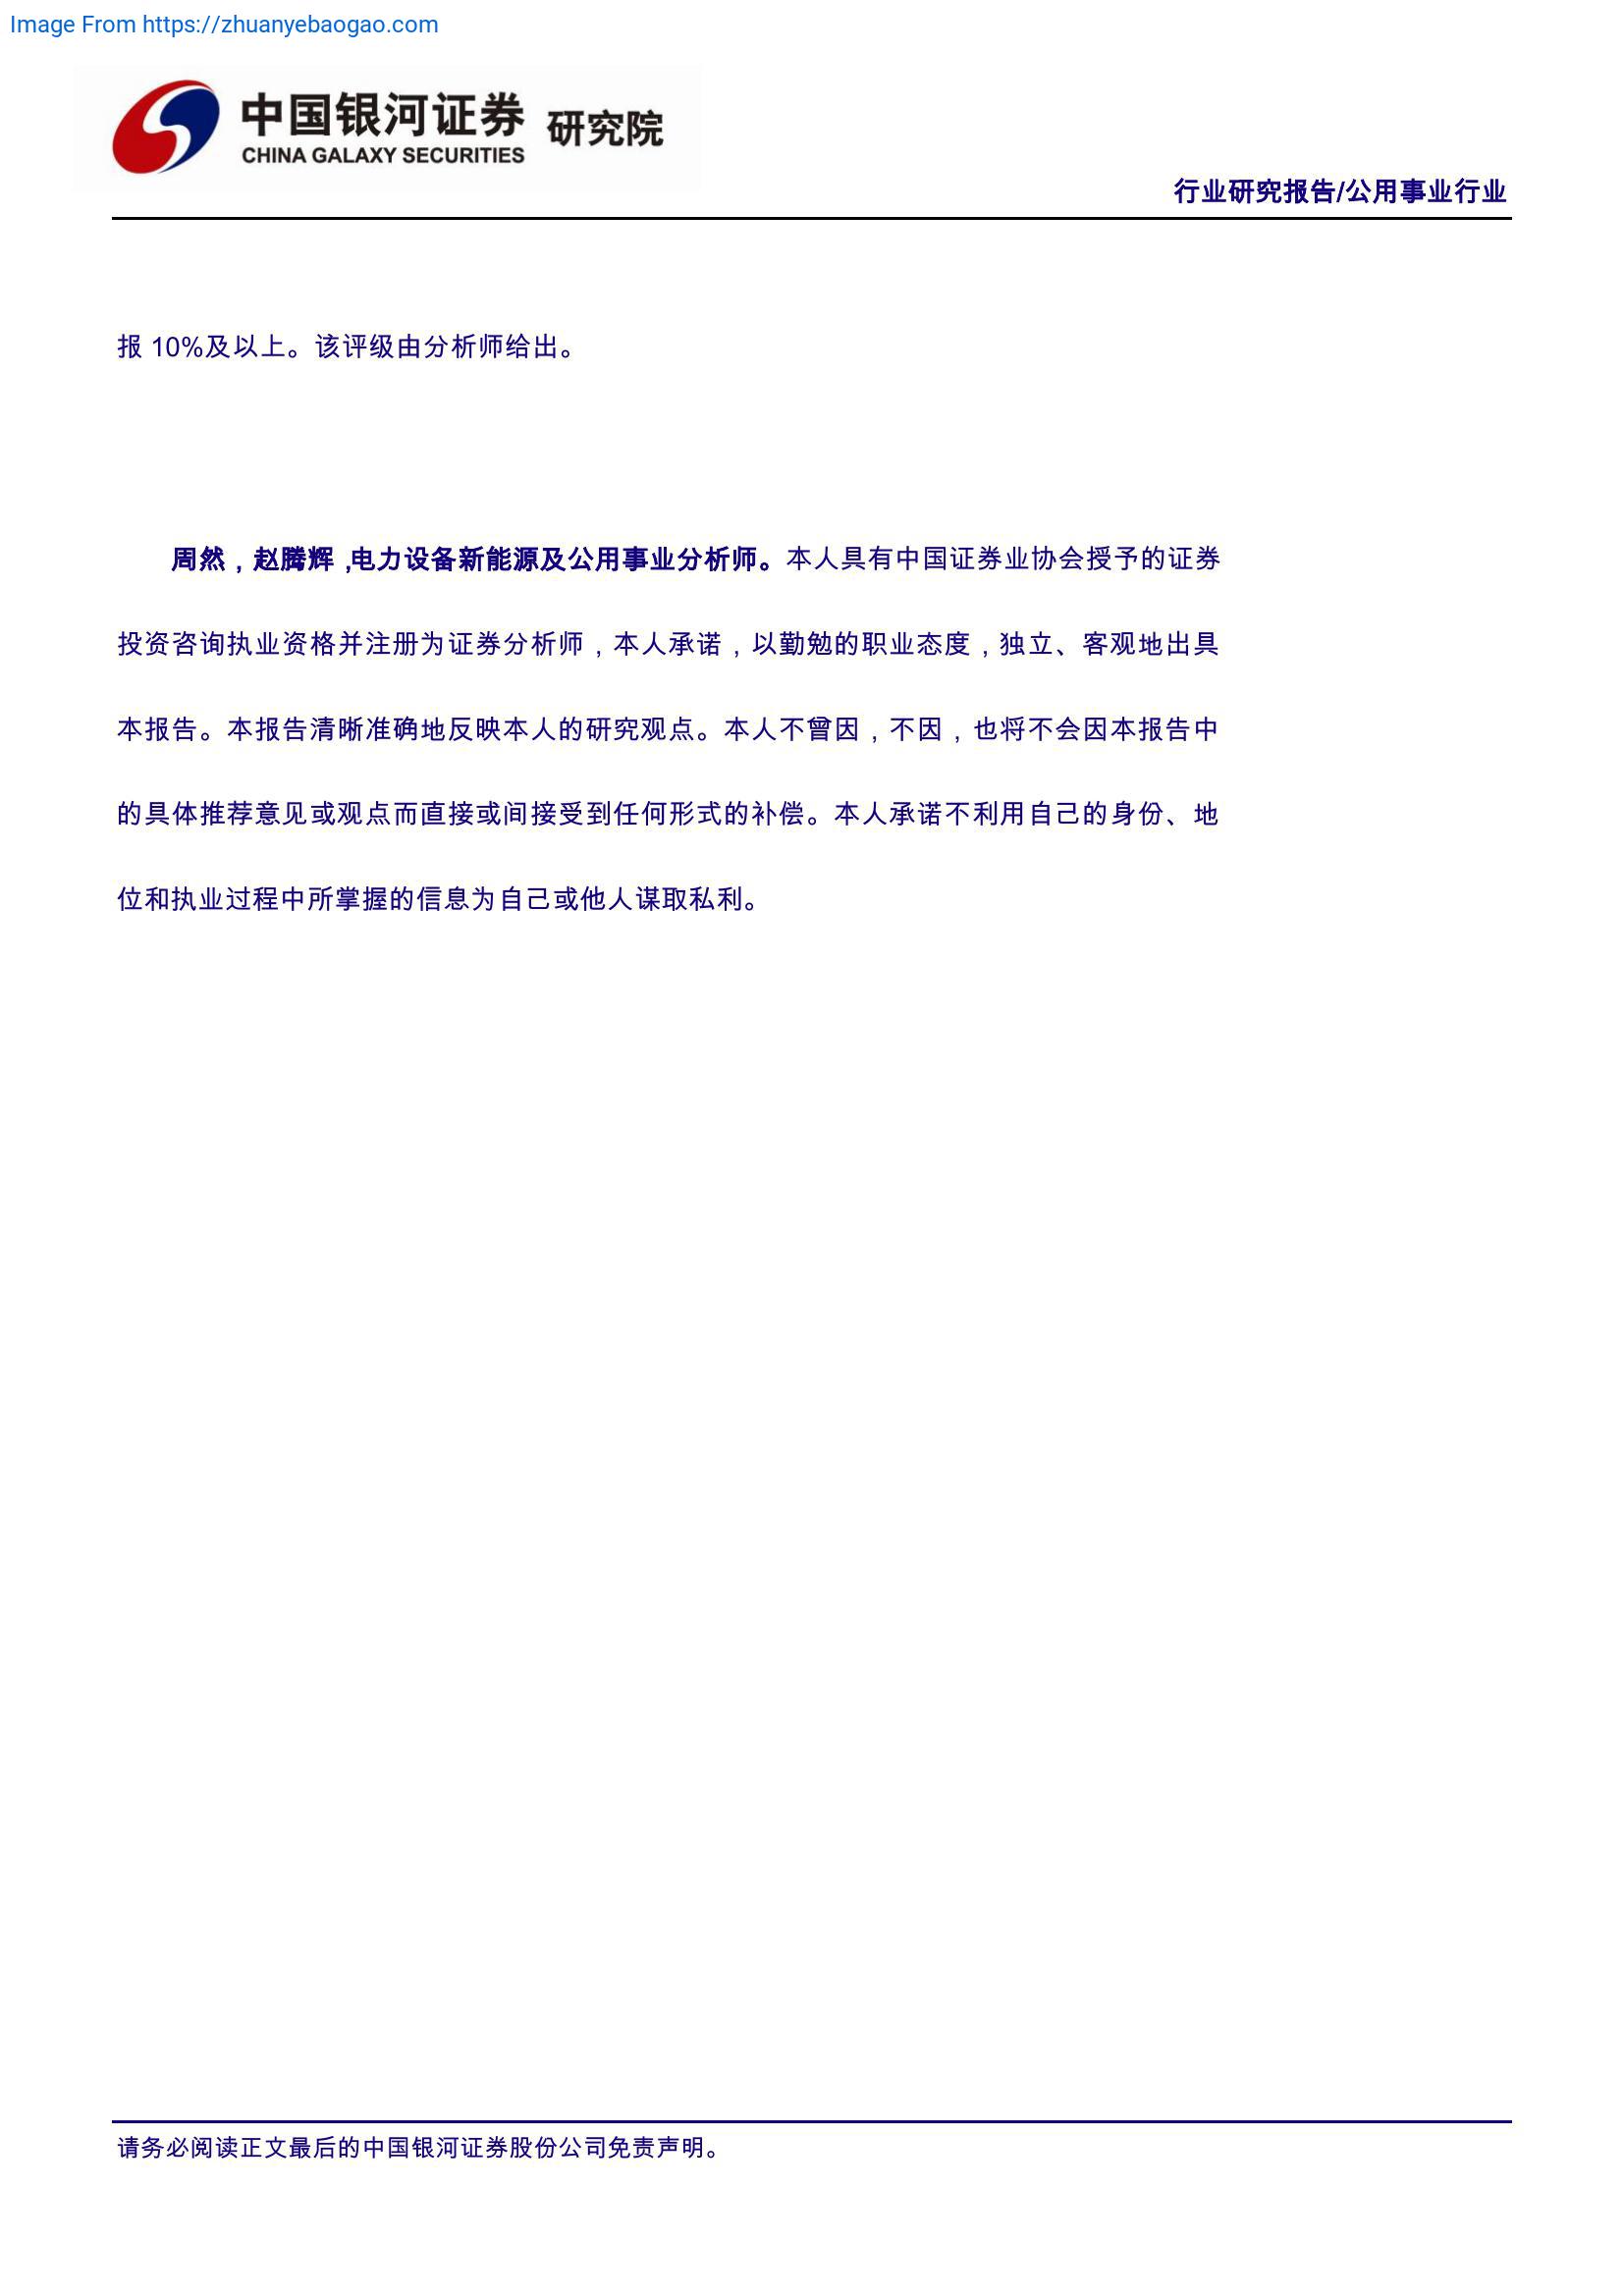 Image From https://zhuanyebaogao.com
中国银河证券 研究院
CHINA GALAXY SECURITIES
行业研究报告/公用事业行业
报 10%及以上。该评级由分析师给出。
周然，赵腾辉 ,电力设备新能源及公用事业分析师。本人具有中国证券业协会授予的证券
投资咨询执业资格并注册为证券分析师，本人承诺，以勤勉的职业态度，独立、客观地出具
本报告。本报告清晰准确地反映本人的研究观点。本人不曾因，不因，也将不会因本报告中
的具体推荐意见或观点而直接或间接受到任何形式的补偿。本人承诺不利用自己的身份、地
位和执业过程中所掌握的信息为自己或他人谋取私利。
请务必阅读正文最后的中国银河证券股份公司免责声明。